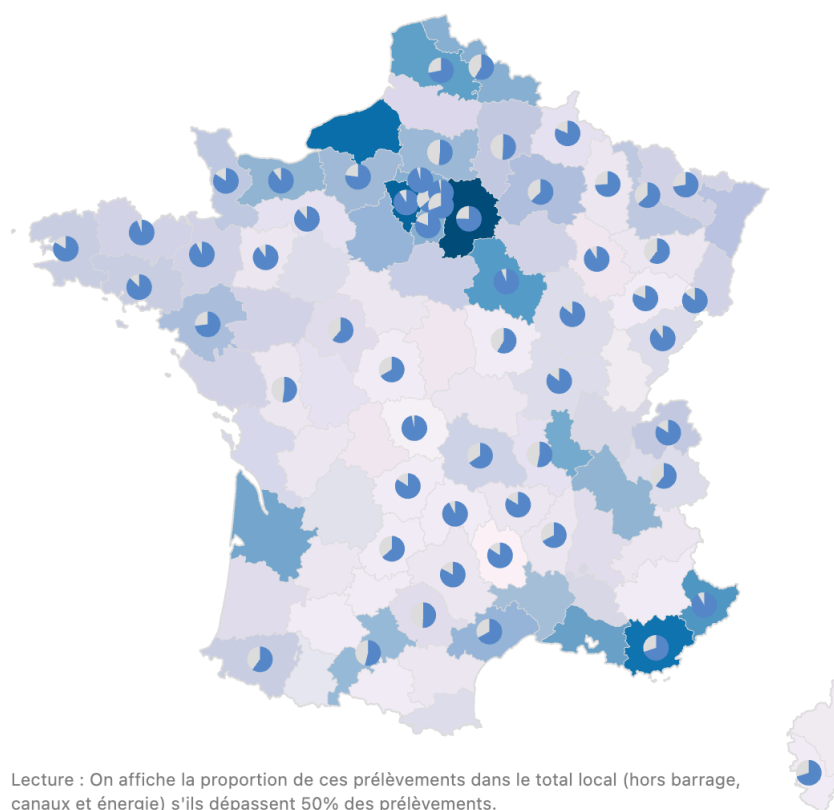 Lecture : On affiche la proportion de ces prélèvements dans le total local (hors barrage,
canaux et énergie) s'ils dépassent 50% des prélèvements.